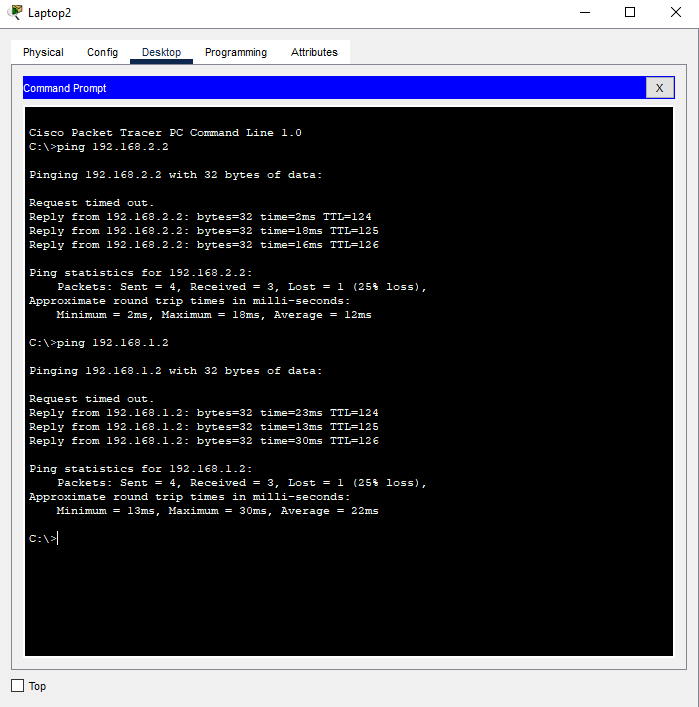 Laptop2
Physical Config Desktop Programming Attributes
Command Prompt X
Cisco Packet Tracer PC Command Line 1.0
C:\>ping 192.168.2.2
Pinging 192.168.2.2 with 32 bytes of data:
Request timed out.
Reply from 192.168.2.2: bytes=32 time=2ms TTL=124
Reply from 192.168.2.2: bytes=32 time=18ms TTL=125
Reply from 192.168.2.2: bytes=32 time=16ms TTL=126
Ping statistics for 192.168.2.2:
    Packets: Sent = 4, Received = 3, Lost = 1 (25% loss),
Approximate round trip times in milli-seconds:
    Minimum = 2ms, Maximum = 18ms, Average = 12ms
C:\>ping 192.168.1.2
Pinging 192.168.1.2 with 32 bytes of data:
Request timed out.
Reply from 192.168.1.2: bytes=32 time=23ms TTL=124
Reply from 192.168.1.2: bytes=32 time=13ms TTL=125
Reply from 192.168.1.2: bytes=32 time=30ms TTL=126
Ping statistics for 192.168.1.2:
    Packets: Sent = 4, Received = 3, Lost = 1 (25% loss),
Approximate round trip times in milli-seconds:
    Minimum = 13ms, Maximum = 30ms, Average = 22ms
C:\>
Top